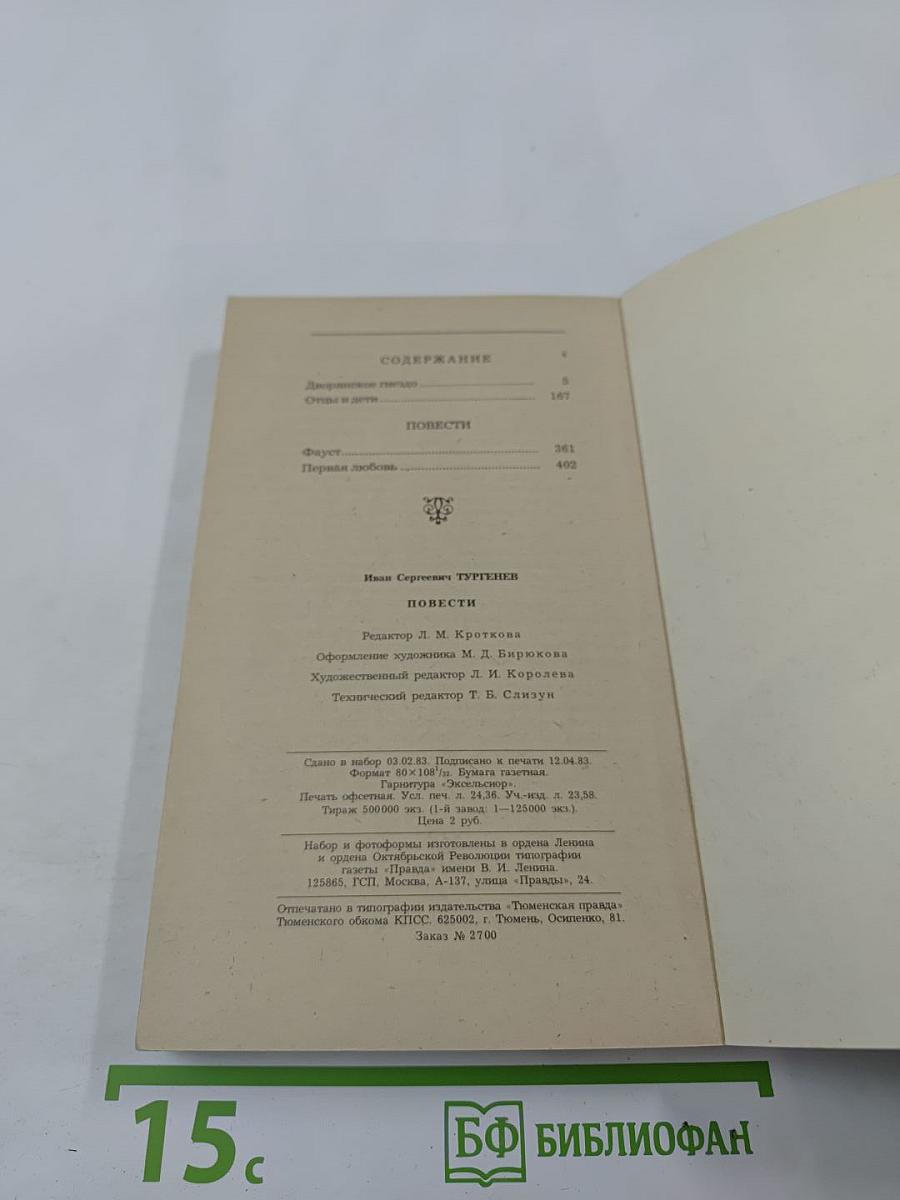 СОДЕРЖАНИЕ
Дворянское гнездо 5
Отцы и дети 167
ПОВЕСТИ
Фауст 361
Первая любовь 402
Иван Сергеевич ТУРГЕНЕВ
ПОВЕСТИ
Редактор Л. М. Кроткова
Оформление художника М. Д. Бирюкова
Художественный редактор Л. И. Королева
Технический редактор Т. Б. Слизун
Сдано в набор 03.02.83. Подписано к печати 12.04.83.
Формат 80×108¹/₃₂. Бумага газетная.
Гарнитура «Эксельсиор».
Печать офсетная. Усл. печ. л. 24,36. Уч.-изд. л. 23,58.
Тираж 500000 экз. (1-й завод: 1—125000 экз.).
Цена 2 руб.
Набор и фотоформы изготовлены в ордена Ленина
и ордена Октябрьской Революции типографии
газеты «Правда» имени В. И. Ленина.
125865, ГСП, Москва, А-137, улица «Правды», 24.
Отпечатано в типографии издательства «Тюменская правда»
Тюменского обкома КПСС. 625002, г. Тюмень, Осипенко, 81.
Заказ № 2700
15 с
БФ БИБЛИОФАН